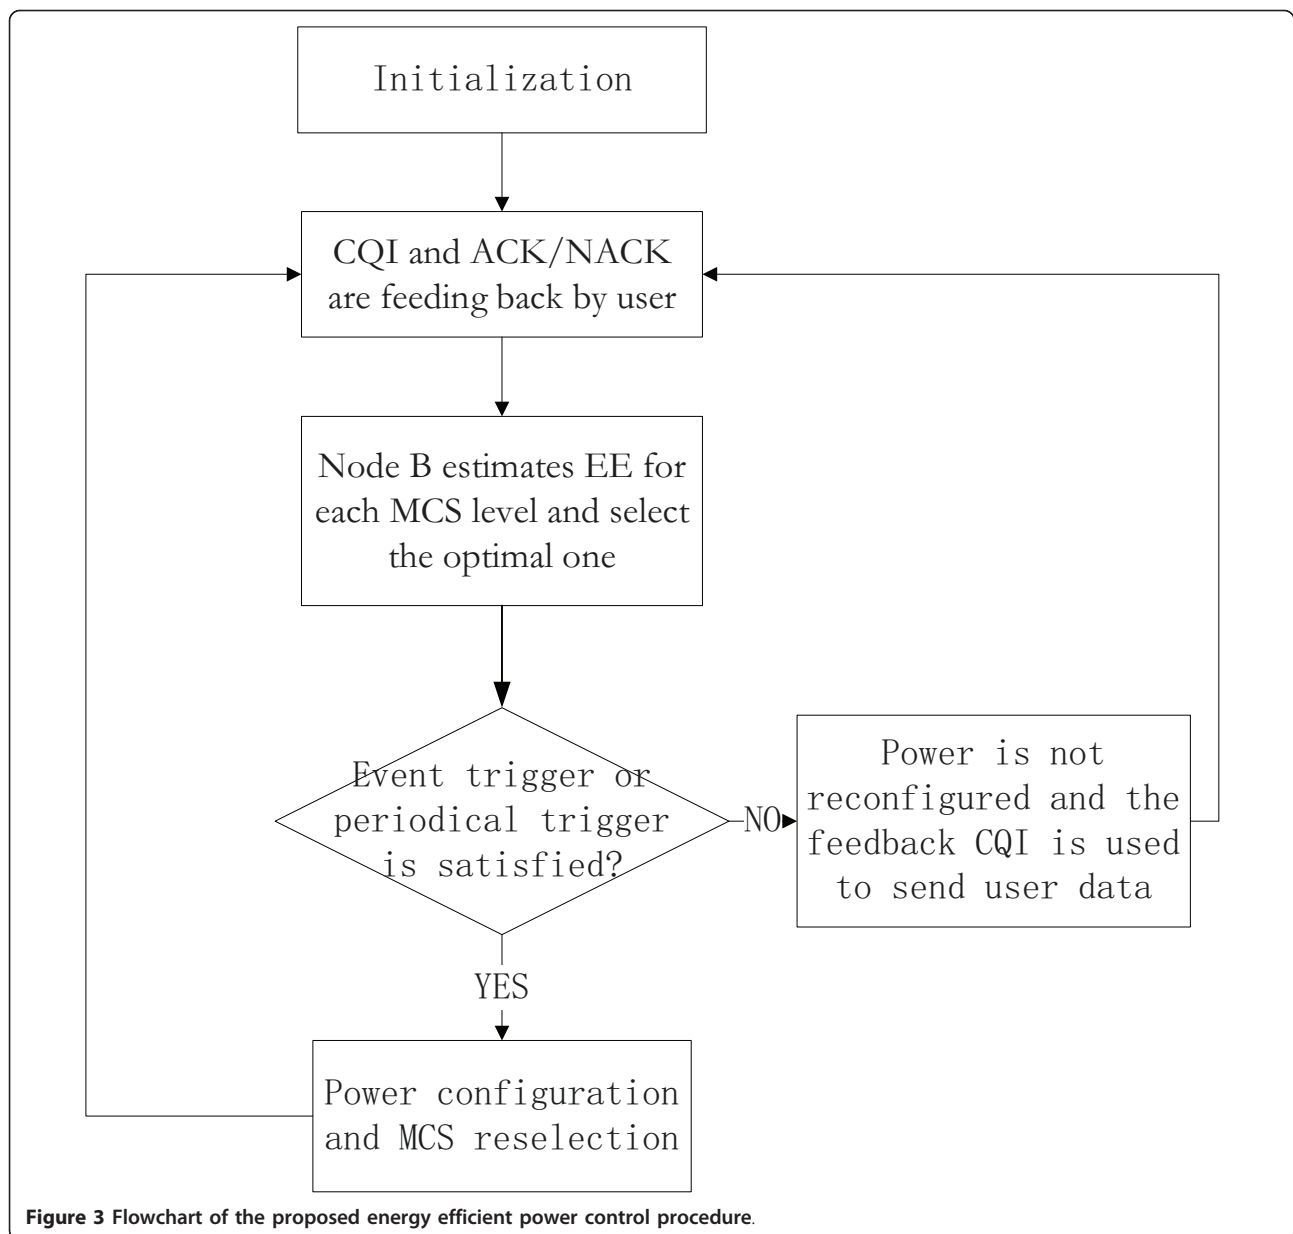 Initialization
CQI and ACK/NACK
are feeding back by user
Node B estimates EE for
each MCS level and select
the optimal one
Event trigger or
periodical trigger
is satisfied?
NO
Power is not
reconfigured and the
feedback CQI is used
to send user data
YES
Power configuration
and MCS reselection
Figure 3 Flowchart of the proposed energy efficient power control procedure.